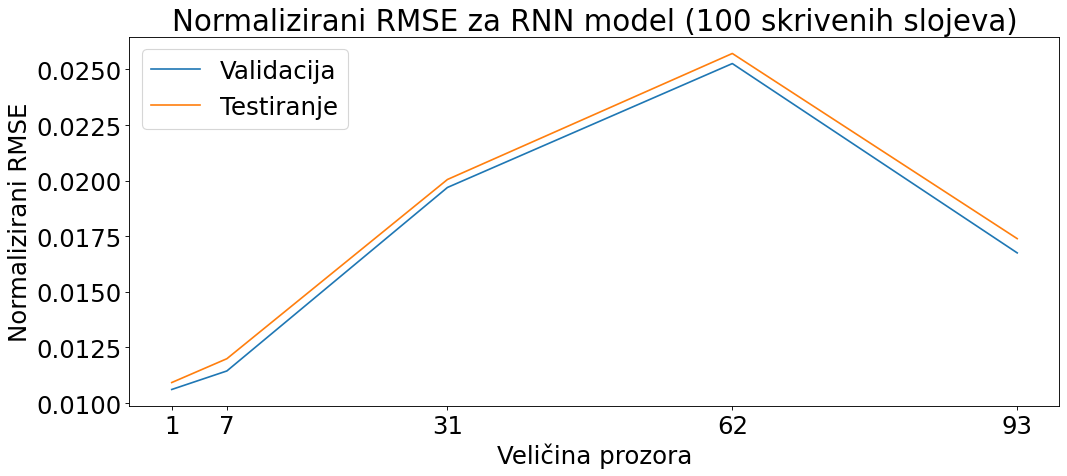 Normalizirani RMSE za RNN model (100 skrivenih slojeva)
Validacija
Testiranje
Normalizirani RMSE
0.0250
0.0225
0.0200
0.0175
0.0150
0.0125
0.0100
1 7 31 62 93
Veličina prozora